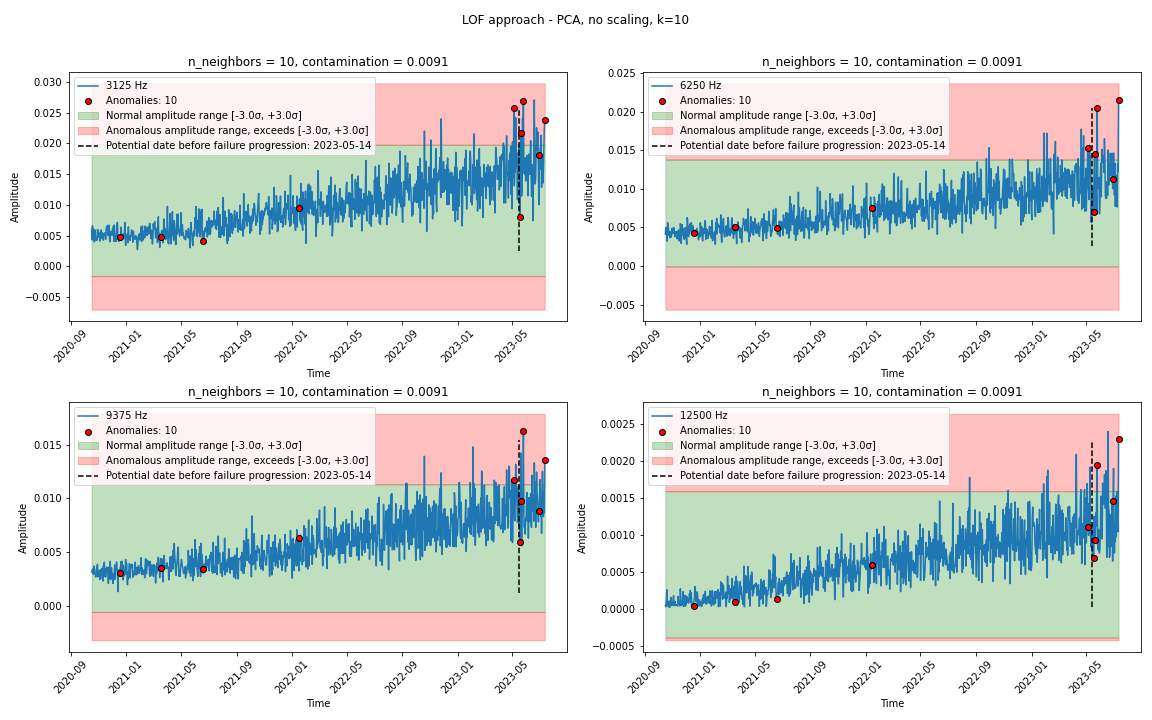 LOF approach - PCA, no scaling, k=10
n_neighbors = 10, contamination = 0.0091
0.030
0.025
0.020
0.015
0.010
0.005
0.000
−0.005
Amplitude
3125 Hz
Anomalies: 10
Normal amplitude range [-3.0σ, +3.0σ]
Anomalous amplitude range, exceeds [-3.0σ, +3.0σ]
Potential date before failure progression: 2023-05-14
2020-09
2021-01
2021-05
2021-09
2022-01
2022-05
2022-09
2023-01
2023-05
Time
n_neighbors = 10, contamination = 0.0091
0.025
0.020
0.015
0.010
0.005
0.000
−0.005
Amplitude
6250 Hz
Anomalies: 10
Normal amplitude range [-3.0σ, +3.0σ]
Anomalous amplitude range, exceeds [-3.0σ, +3.0σ]
Potential date before failure progression: 2023-05-14
2020-09
2021-01
2021-05
2021-09
2022-01
2022-05
2022-09
2023-01
2023-05
Time
n_neighbors = 10, contamination = 0.0091
0.015
0.010
0.005
0.000
Amplitude
9375 Hz
Anomalies: 10
Normal amplitude range [-3.0σ, +3.0σ]
Anomalous amplitude range, exceeds [-3.0σ, +3.0σ]
Potential date before failure progression: 2023-05-14
2020-09
2021-01
2021-05
2021-09
2022-01
2022-05
2022-09
2023-01
2023-05
Time
n_neighbors = 10, contamination = 0.0091
0.0025
0.0020
0.0015
0.0010
0.0005
0.0000
−0.0005
Amplitude
12500 Hz
Anomalies: 10
Normal amplitude range [-3.0σ, +3.0σ]
Anomalous amplitude range, exceeds [-3.0σ, +3.0σ]
Potential date before failure progression: 2023-05-14
2020-09
2021-01
2021-05
2021-09
2022-01
2022-05
2022-09
2023-01
2023-05
Time